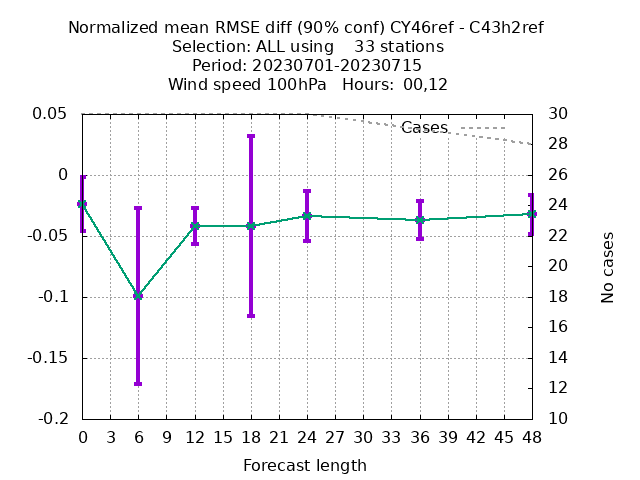 Normalized mean RMSE diff (90% conf) CY46ref - C43h2ref
Selection: ALL using    33 stations
Period: 20230701-20230715
Wind speed 100hPa   Hours:  00,12
0.05
0
-0.05
-0.1
-0.15
-0.2
Cases
30
28
26
24
22
20
18
16
14
12
10
No cases
0 3 6 9 12 15 18 21 24 27 30 33 36 39 42 45 48
Forecast length